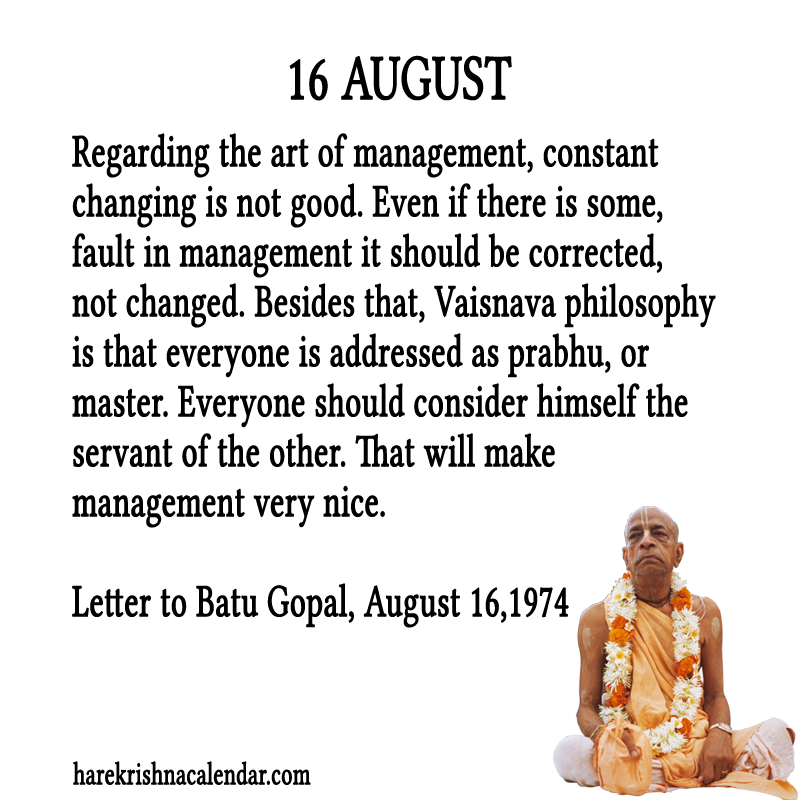 16 AUGUST
Regarding the art of management, constant
changing is not good. Even if there is some,
fault in management it should be corrected,
not changed. Besides that, Vaisnava philosophy
is that everyone is addressed as prabhu, or
master. Everyone should consider himself the
servant of the other. That will make
management very nice.
Letter to Batu Gopal, August 16,1974
harekrishnacalendar.com